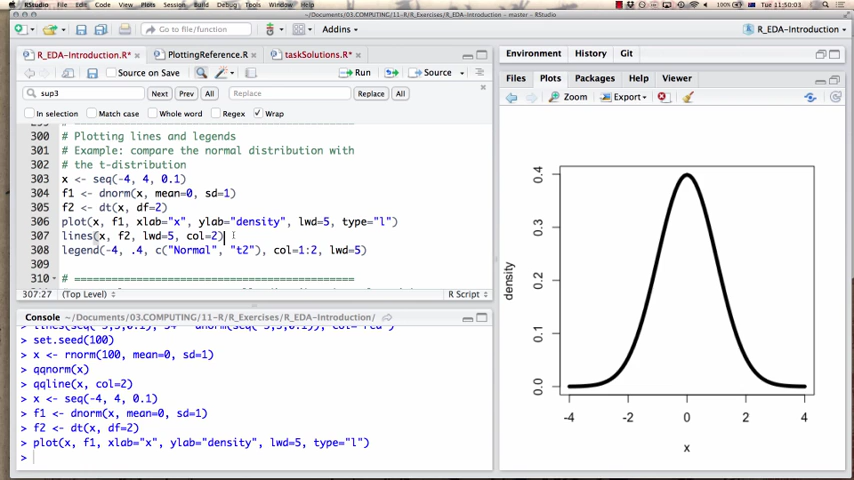 RStudio File Edit Code View Plots Session Build Debug Tools Window Help 100% Tue 11:50:03
~/Documents/03.COMPUTING/11-R/R_Exercises/R_EDA-Introduction - master - RStudio
Go to file/function Addins R_EDA-Introduction
R_EDA-Introduction.R* PlottingReference.R taskSolutions.R*
Source on Save Run Source
sup3 Next Prev All Replace Replace All
In selection Match case Whole word Regex Wrap
300 # Plotting lines and legends
301 # Example: compare the normal distribution with
302 # the t-distribution
303 x <- seq(-4, 4, 0.1)
304 f1 <- dnorm(x, mean=0, sd=1)
305 f2 <- dt(x, df=2)
306 plot(x, f1, xlab="x", ylab="density", lwd=5, type="l")
307 lines(x, f2, lwd=5, col=2)
308 legend(-4, .4, c("Normal", "t2"), col=1:2, lwd=5)
309
310 # ============================================
307:27 (Top Level) R Script
Console ~/Documents/03.COMPUTING/11-R/R_Exercises/R_EDA-Introduction/
> set.seed(100)
> x <- rnorm(100, mean=0, sd=1)
> qqnorm(x)
> qqline(x, col=2)
> x <- seq(-4, 4, 0.1)
> f1 <- dnorm(x, mean=0, sd=1)
> f2 <- dt(x, df=2)
> plot(x, f1, xlab="x", ylab="density", lwd=5, type="l")
>
Environment History Git
Files Plots Packages Help Viewer
Zoom Export
0.4
0.3
0.2
0.1
0.0
density
-4 -2 0 2 4
x